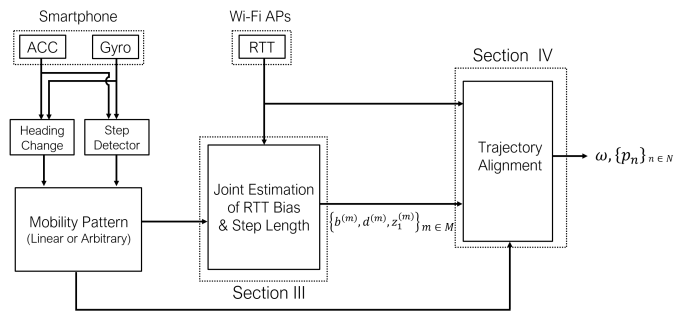 Smartphone
ACC
Gyro
Wi-Fi APs
RTT
Section IV
Heading
Change
Step
Detector
Mobility Pattern
(Linear or Arbitrary)
Joint Estimation
of RTT Bias
& Step Length
Section III
{b^(m), d^(m), z_1^(m)}_{m ∈ M}
Trajectory
Alignment
ω, {p_n}_{n ∈ N}